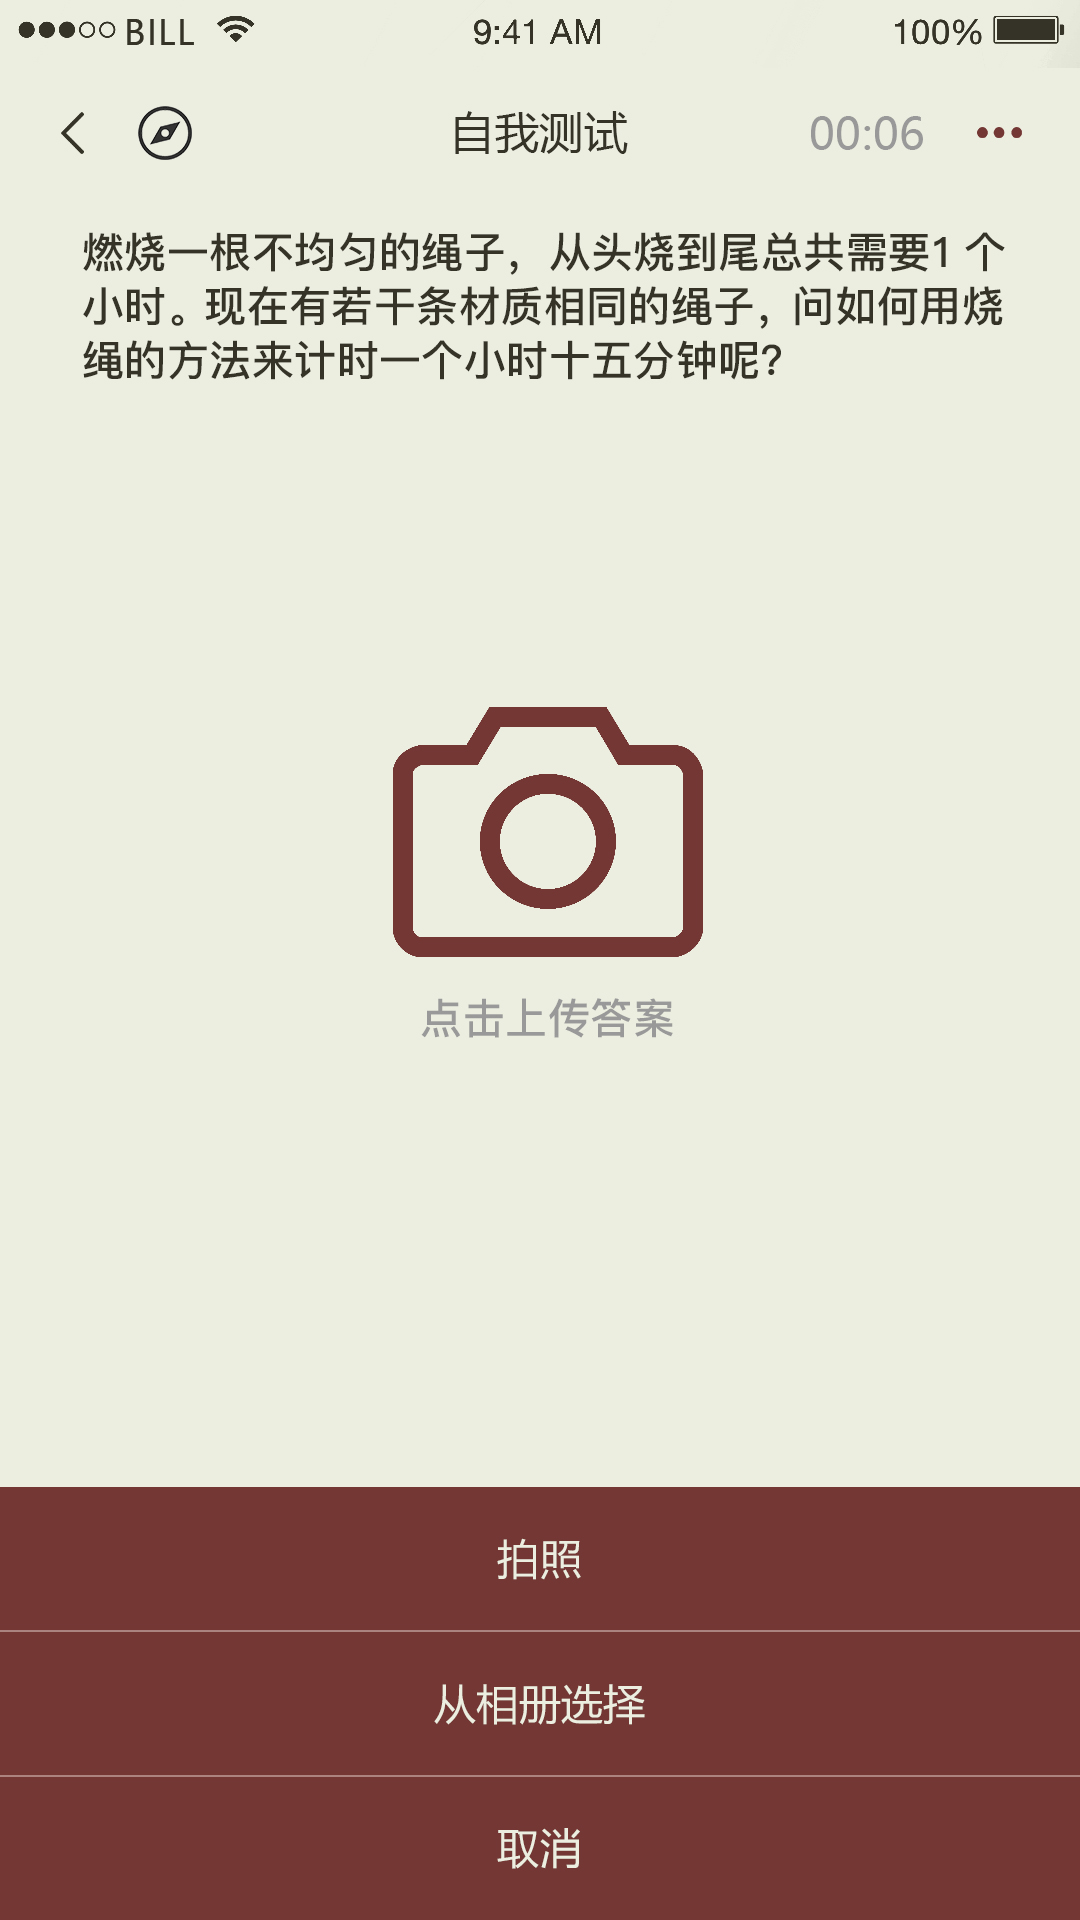 BILL 9:41 AM 100%
自我测试 00:06
燃烧一根不均匀的绳子，从头烧到尾总共需要1 个
小时。现在有若干条材质相同的绳子，问如何用烧
绳的方法来计时一个小时十五分钟呢？
点击上传答案
拍照
从相册选择
取消